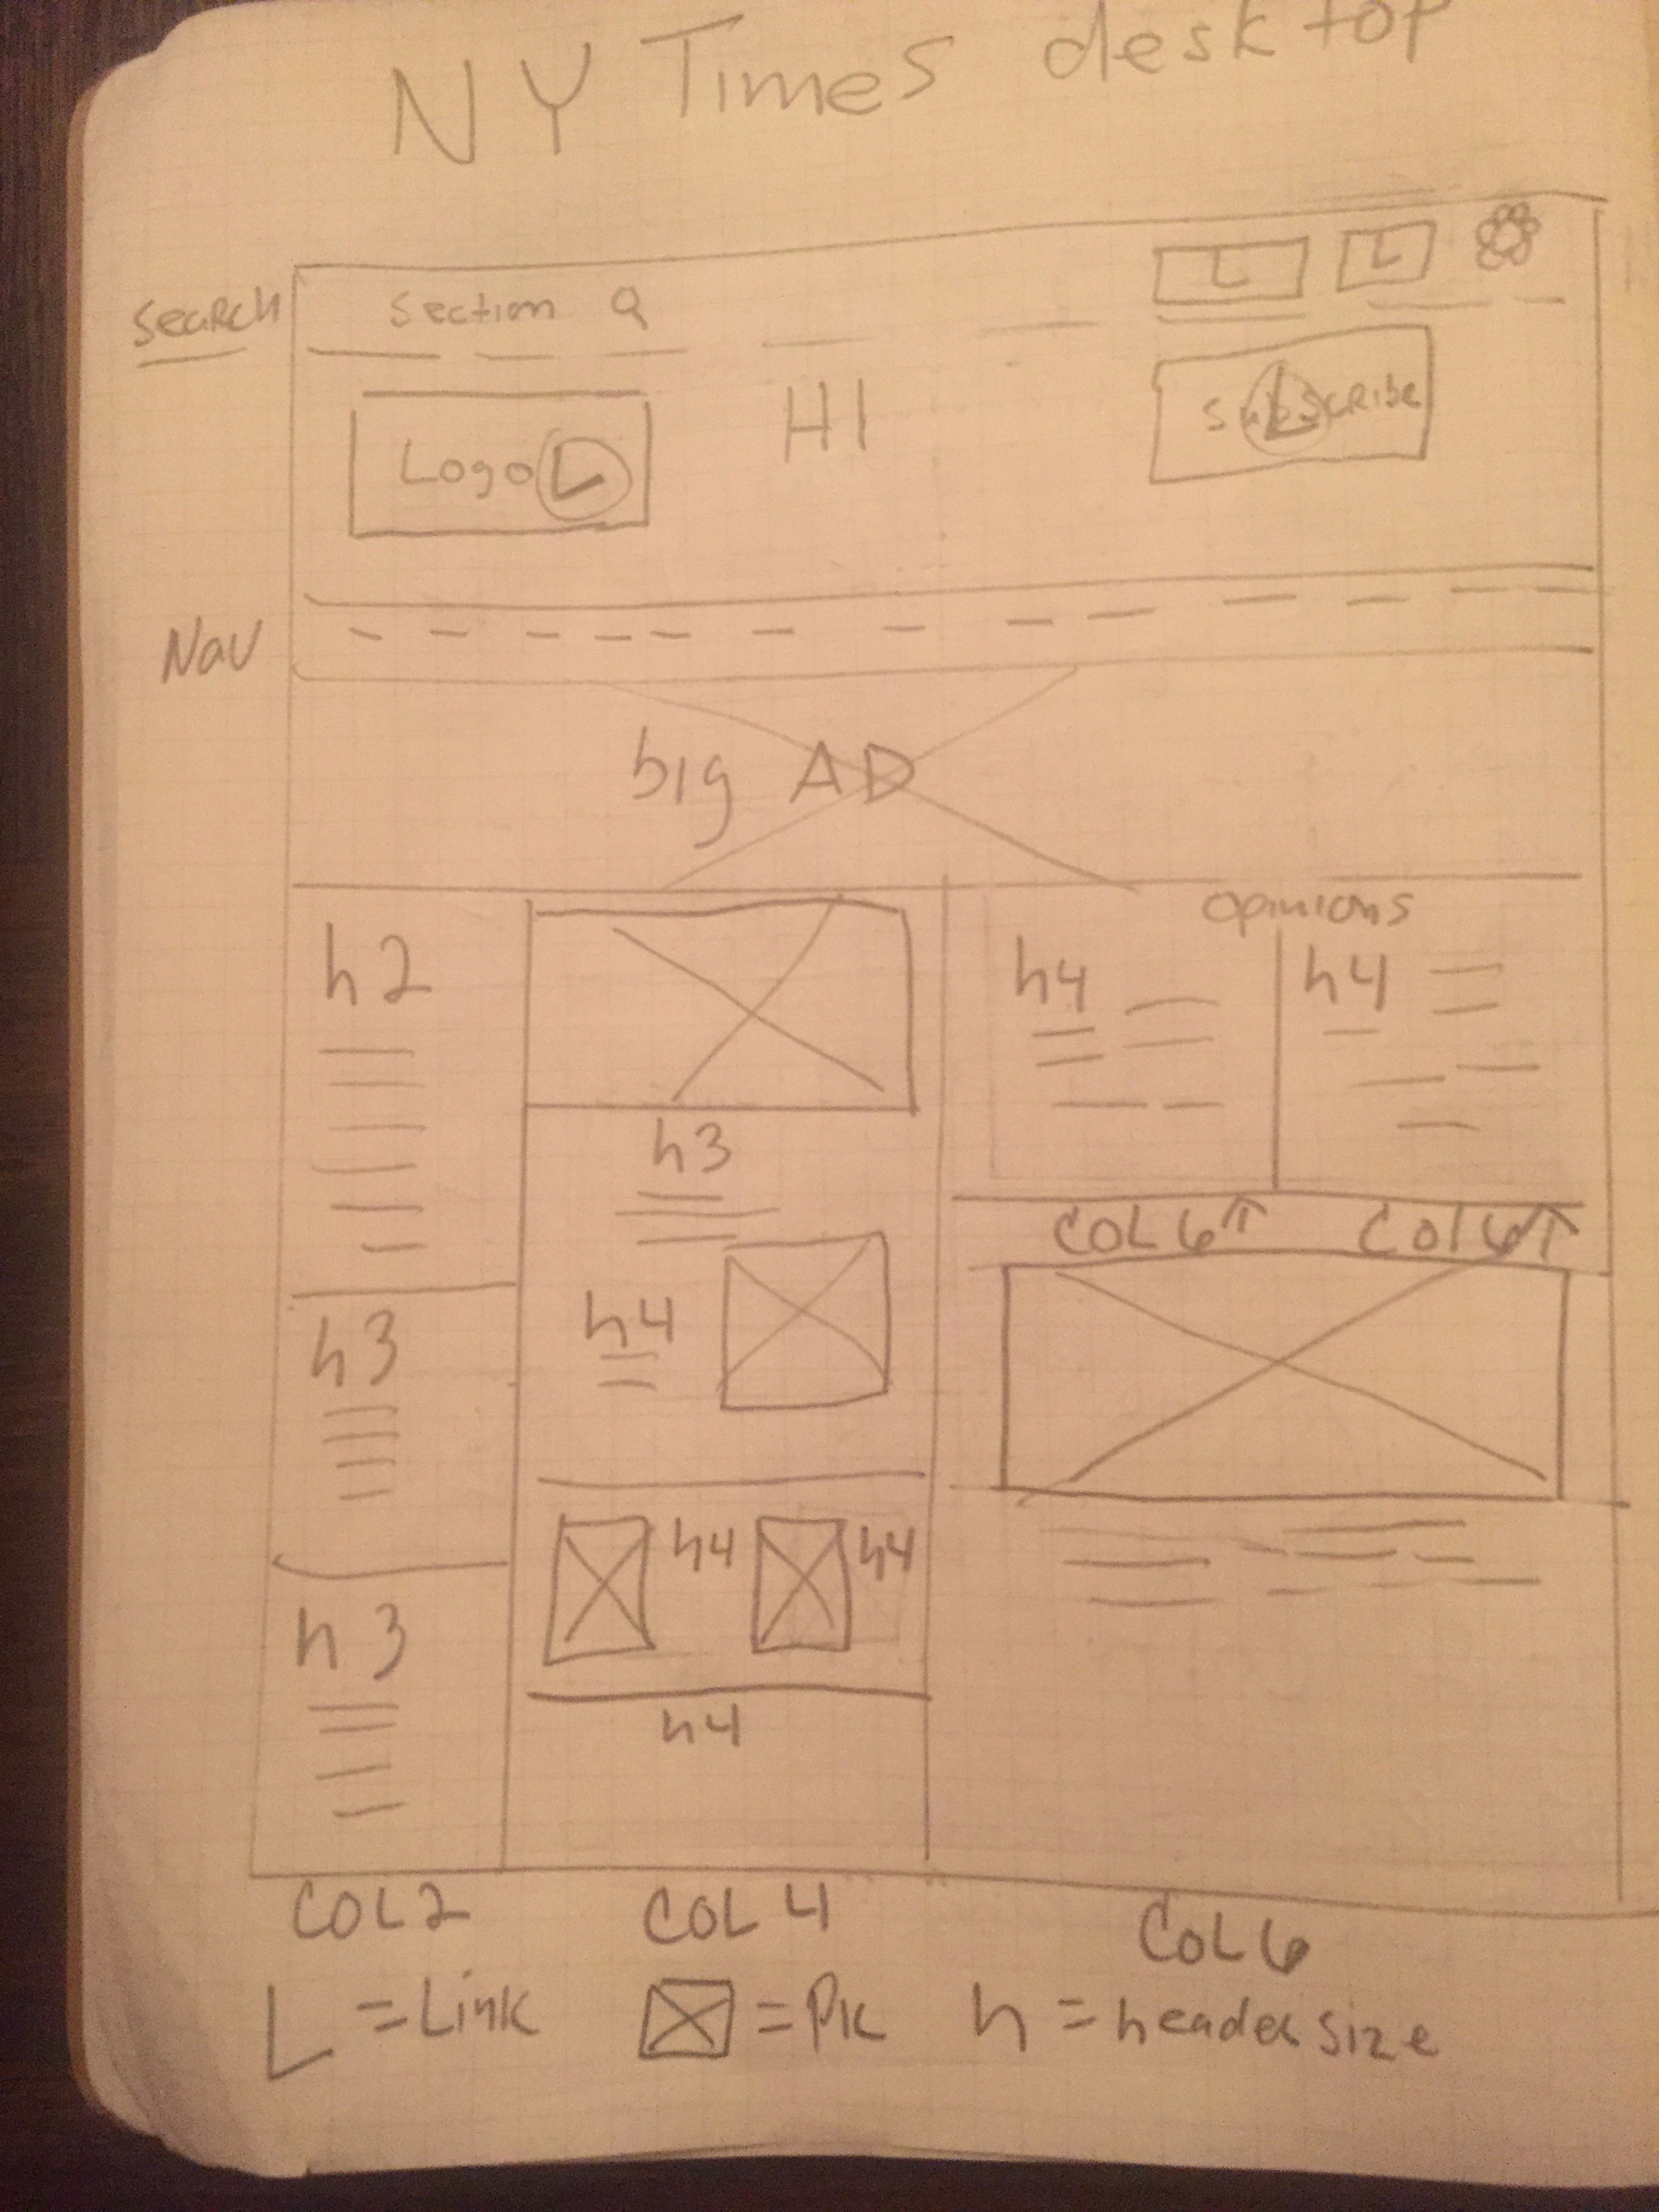 NY Times desktop
L L
Search Section Q
Logo L H1 Subscribe L
Nav
big AD
opinions
h2 h4 h4
h3
COL6↑ COL6↑
h3 h4
h4 h4
h3
h4
COL2 COL4 COL6
L = Link = Pic h = header size